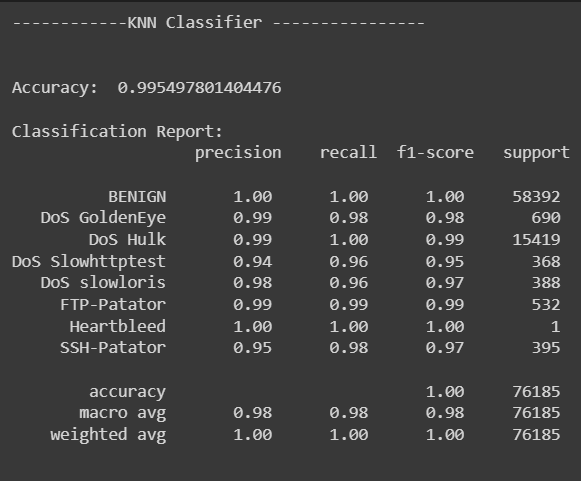 ------------KNN Classifier ----------------
Accuracy:  0.995497801404476
Classification Report:
precision    recall  f1-score   support
BENIGN       1.00      1.00      1.00     58392
DoS GoldenEye       0.99      0.98      0.98       690
DoS Hulk       0.99      1.00      0.99     15419
DoS Slowhttptest       0.94      0.96      0.95       368
DoS slowloris       0.98      0.96      0.97       388
FTP-Patator       0.99      0.99      0.99       532
Heartbleed       1.00      1.00      1.00         1
SSH-Patator       0.95      0.98      0.97       395
accuracy                           1.00     76185
macro avg       0.98      0.98      0.98     76185
weighted avg       1.00      1.00      1.00     76185